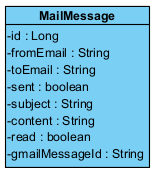 MailMessage
-id : Long
-fromEmail : String
-toEmail : String
-sent : boolean
-subject : String
-content : String
-read : boolean
-gmailMessageId : String